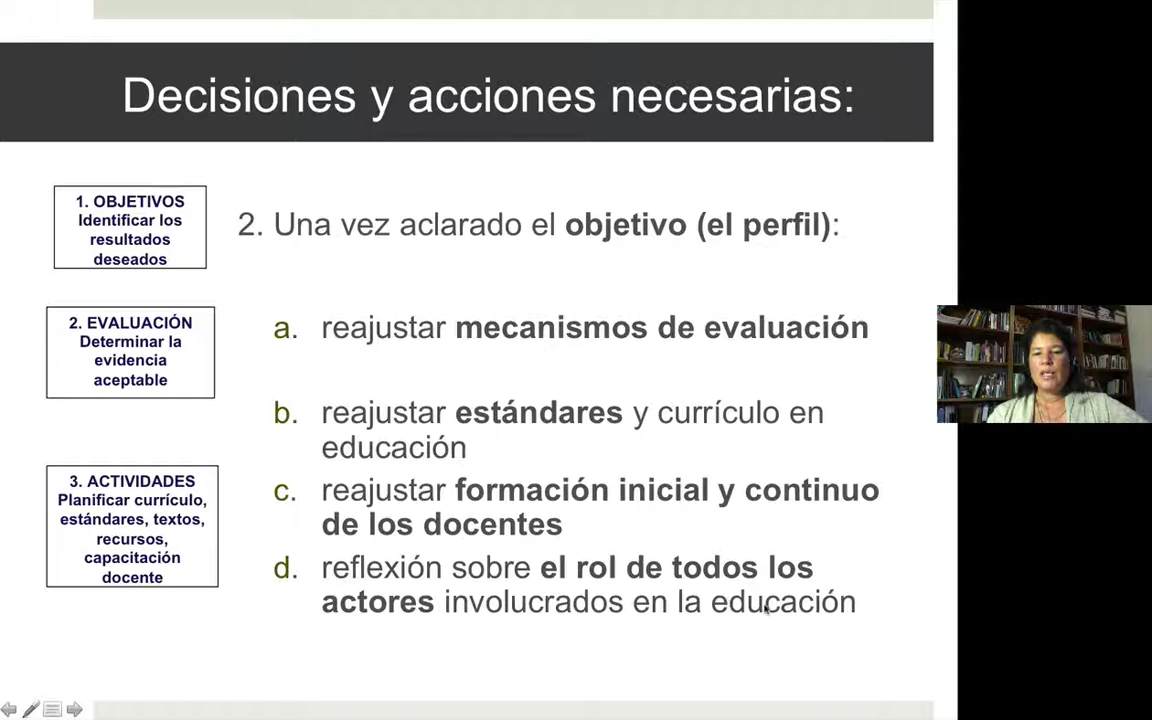 Decisiones y acciones necesarias:
1. OBJETIVOS
Identificar los
resultados
deseados
2. Una vez aclarado el objetivo (el perfil):
2. EVALUACIÓN
Determinar la
evidencia
aceptable
a. reajustar mecanismos de evaluación
b. reajustar estándares y currículo en
educación
3. ACTIVIDADES
Planificar currículo,
estándares, textos,
recursos,
capacitación
docente
c. reajustar formación inicial y continuo
de los docentes
d. reflexión sobre el rol de todos los
actores involucrados en la educación